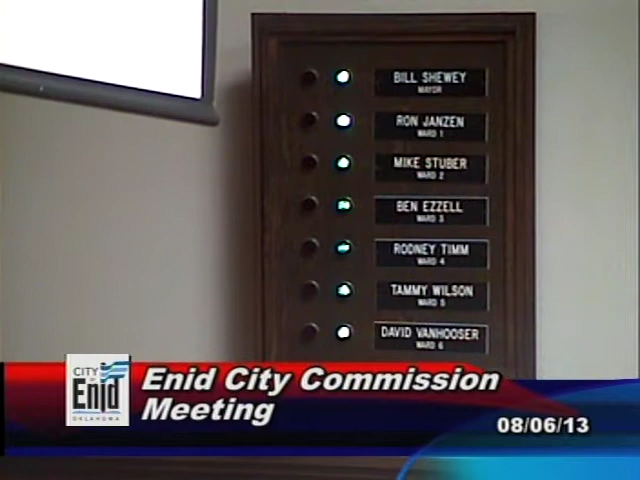 BILL SHEWEY
MAYOR
RON JANZEN
WARD 1
MIKE STUBER
WARD 2
BEN EZZELL
WARD 3
RODNEY TIMM
WARD 4
TAMMY WILSON
WARD 5
DAVID VANHOOSER
WARD 6
CITY
OF
Enid
OKLAHOMA
Enid City Commission
Meeting
08/06/13